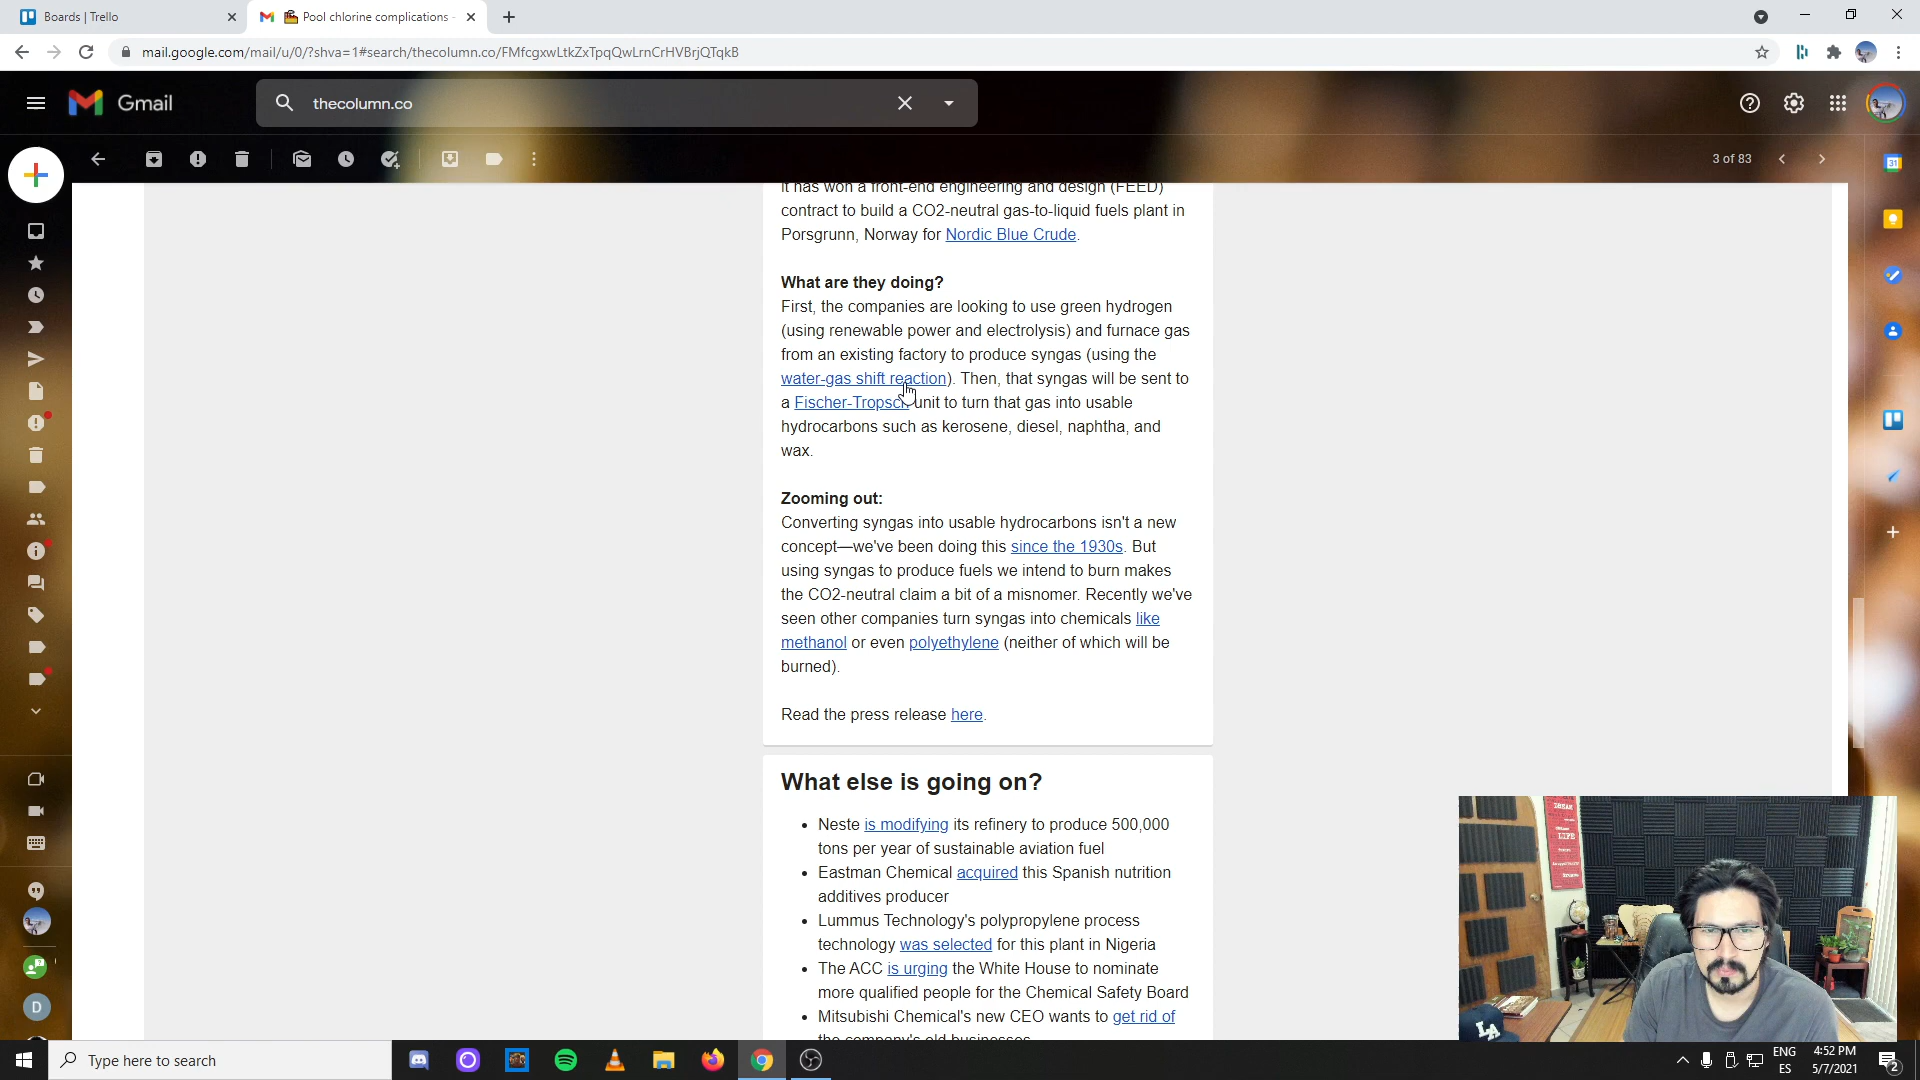 Boards | Trello
Pool chlorine complications -
mail.google.com/mail/u/0/?shva=1#search/thecolumn.co/FMfcgxwLtkZxTpqQwLrnCrHVBrjQTqkB
Gmail
thecolumn.co
3 of 83
it has won a front-end engineering and design (FEED)
contract to build a CO2-neutral gas-to-liquid fuels plant in
Porsgrunn, Norway for Nordic Blue Crude.
What are they doing?
First, the companies are looking to use green hydrogen
(using renewable power and electrolysis) and furnace gas
from an existing factory to produce syngas (using the
water-gas shift reaction). Then, that syngas will be sent to
a Fischer-Tropsch unit to turn that gas into usable
hydrocarbons such as kerosene, diesel, naphtha, and
wax.
Zooming out:
Converting syngas into usable hydrocarbons isn't a new
concept—we've been doing this since the 1930s. But
using syngas to produce fuels we intend to burn makes
the CO2-neutral claim a bit of a misnomer. Recently we've
seen other companies turn syngas into chemicals like
methanol or even polyethylene (neither of which will be
burned).
Read the press release here.
What else is going on?
• Neste is modifying its refinery to produce 500,000
tons per year of sustainable aviation fuel
• Eastman Chemical acquired this Spanish nutrition
additives producer
• Lummus Technology's polypropylene process
technology was selected for this plant in Nigeria
• The ACC is urging the White House to nominate
more qualified people for the Chemical Safety Board
• Mitsubishi Chemical's new CEO wants to get rid of
the company's old businesses
31
D
LIFE
LA
Type here to search
ENG
ES
4:52 PM
5/7/2021
2